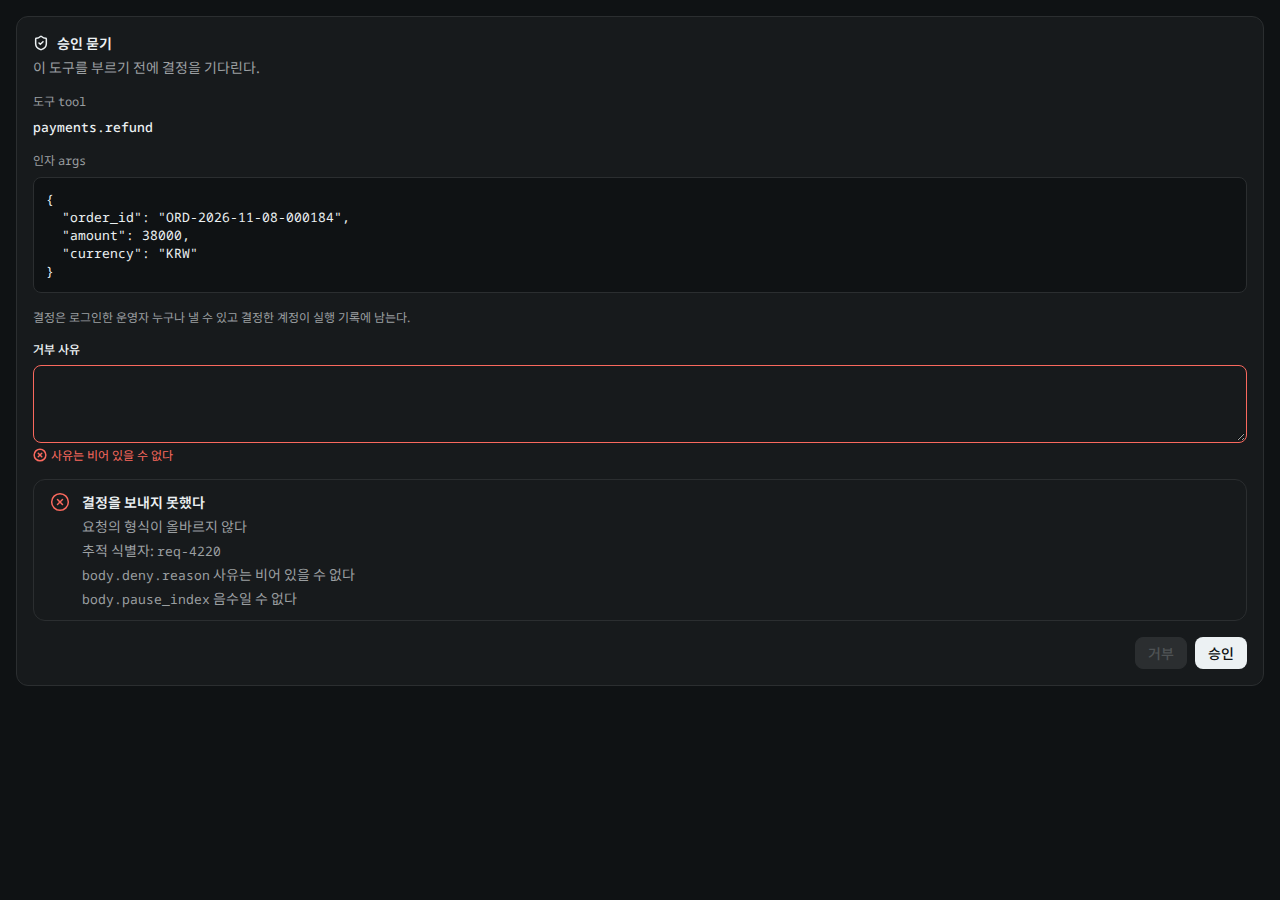 승인 묻기
이 도구를 부르기 전에 결정을 기다린다.
도구 tool
payments.refund
인자 args
{
  "order_id": "ORD-2026-11-08-000184",
  "amount": 38000,
  "currency": "KRW"
}
결정은 로그인한 운영자 누구나 낼 수 있고 결정한 계정이 실행 기록에 남는다.
거부 사유
사유는 비어 있을 수 없다
결정을 보내지 못했다
요청의 형식이 올바르지 않다
추적 식별자: req-4220
body.deny.reason 사유는 비어 있을 수 없다
body.pause_index 음수일 수 없다
거부 승인